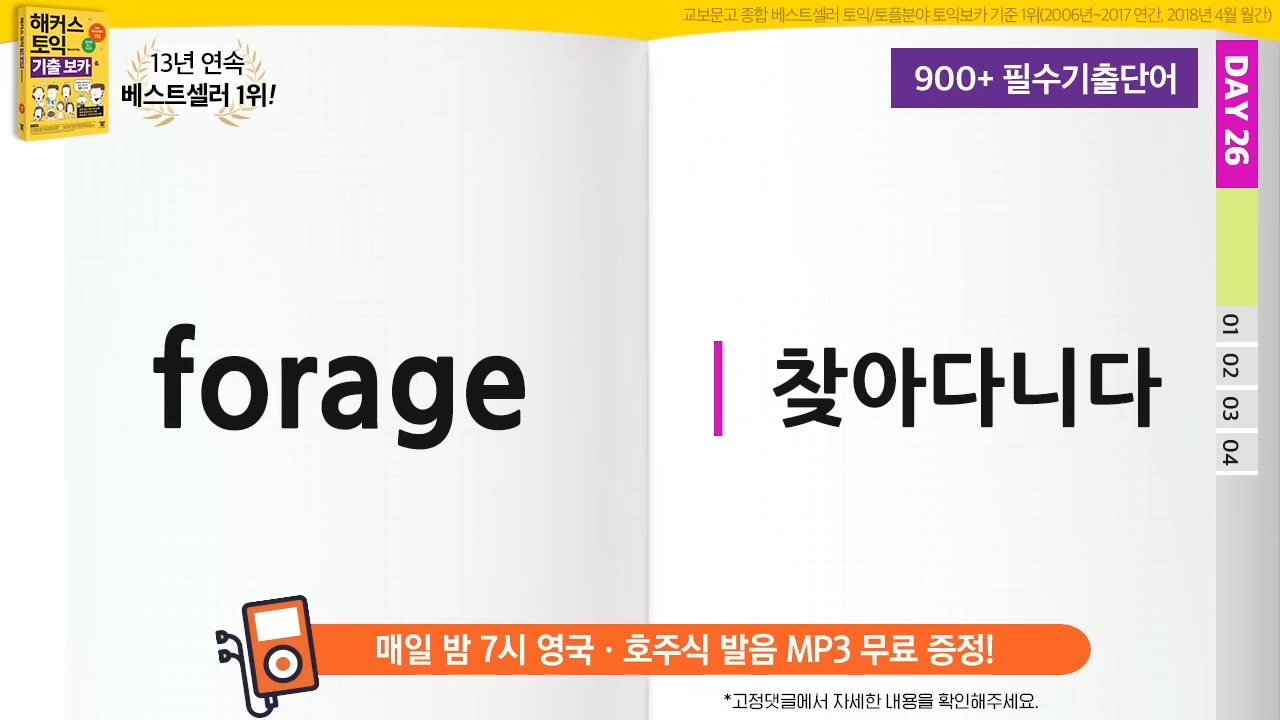 교보문고 종합 베스트셀러 토익/토플분야 토익보카 기준 1위(2006년~2017 연간, 2018년 4월 월간)
해커스
토익
기출 보카
13년 연속
베스트셀러 1위!
900+ 필수기출단어
DAY 26
01
02
03
04
forage
찾아다니다
매일 밤 7시 영국 · 호주식 발음 MP3 무료 증정!
*고정댓글에서 자세한 내용을 확인해주세요.